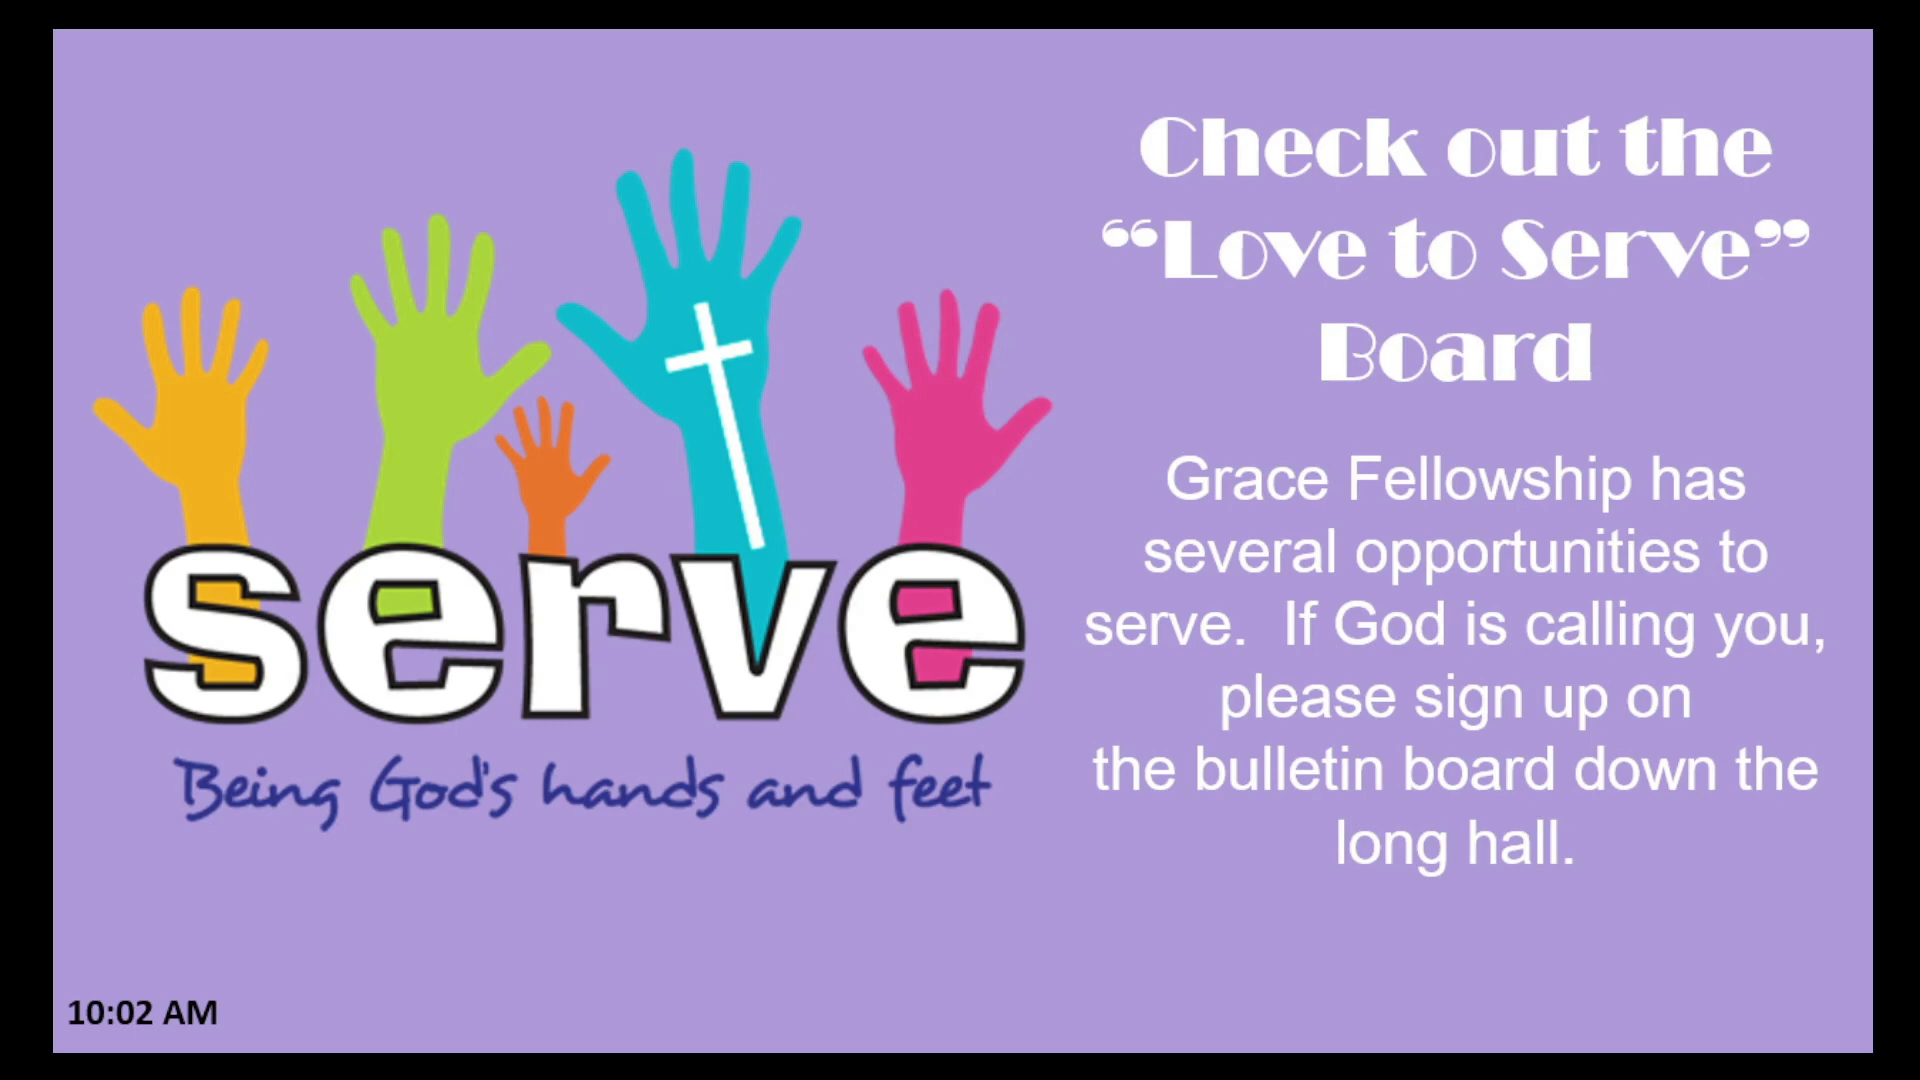 serve
Being God's hands and feet
Check out the
“Love to Serve”
Board
Grace Fellowship has
several opportunities to
serve.  If God is calling you,
please sign up on
the bulletin board down the
long hall.
10:02 AM